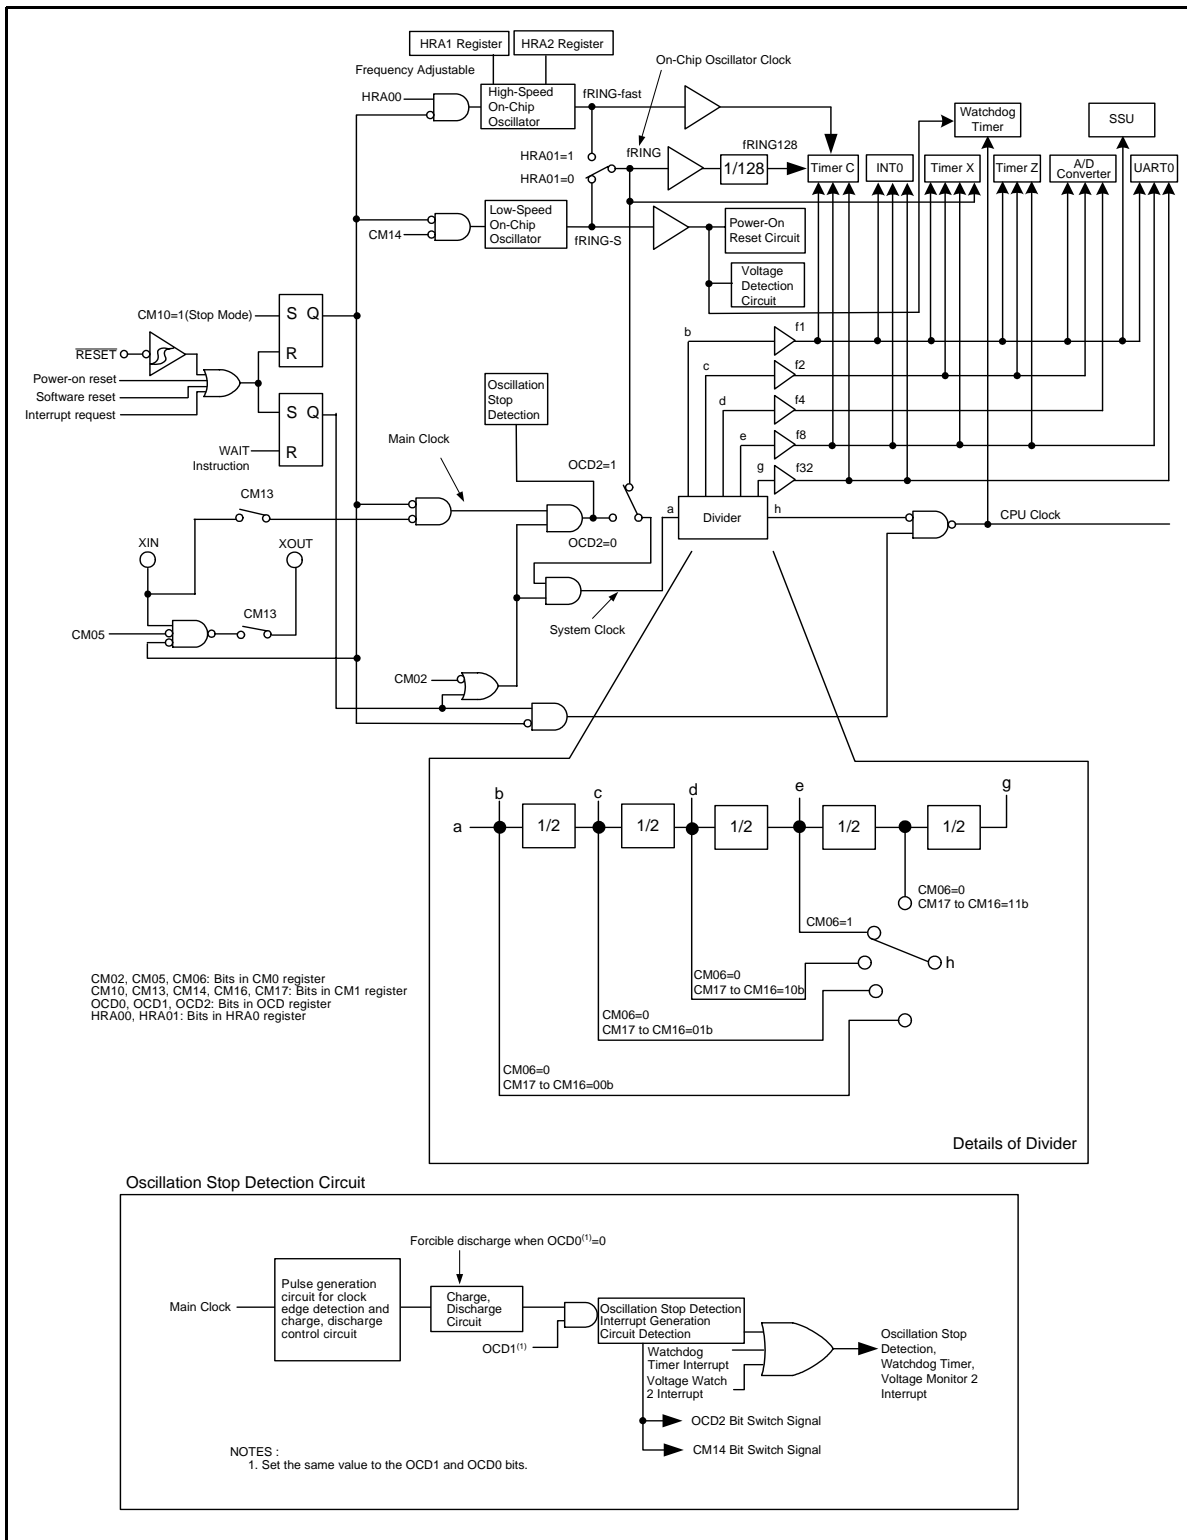 HRA1 Register
HRA2 Register
On-Chip Oscillator Clock
Frequency Adjustable
HRA00
High-Speed
On-Chip
Oscillator
fRING-fast
Watchdog
Timer
SSU
HRA01=1
HRA01=0
fRING
fRING128
1/128
Timer C
INT0
Timer X
Timer Z
A/D
Converter
UART0
Low-Speed
On-Chip
Oscillator
CM14
fRING-S
Power-On
Reset Circuit
Voltage
Detection
Circuit
CM10=1(Stop Mode)
S Q
R
RESET
Power-on reset
Software reset
Interrupt request
S Q
R
WAIT
Instruction
b
f1
c
f2
d
f4
e
f8
g
f32
Oscillation
Stop
Detection
Main Clock
OCD2=1
OCD2=0
a
Divider
h
CPU Clock
CM13
XIN
XOUT
CM13
CM05
System Clock
CM02
b
c
d
e
g
a
1/2
1/2
1/2
1/2
1/2
CM06=0
CM17 to CM16=11b
CM06=1
h
CM06=0
CM17 to CM16=10b
CM06=0
CM17 to CM16=01b
CM06=0
CM17 to CM16=00b
Details of Divider
CM02, CM05, CM06: Bits in CM0 register
CM10, CM13, CM14, CM16, CM17: Bits in CM1 register
OCD0, OCD1, OCD2: Bits in OCD register
HRA00, HRA01: Bits in HRA0 register
Oscillation Stop Detection Circuit
Forcible discharge when OCD0(1)=0
Main Clock
Pulse generation
circuit for clock
edge detection and
charge, discharge
control circuit
Charge,
Discharge
Circuit
OCD1(1)
Oscillation Stop Detection
Interrupt Generation
Circuit Detection
Watchdog
Timer Interrupt
Voltage Watch
2 Interrupt
Oscillation Stop
Detection,
Watchdog Timer,
Voltage Monitor 2
Interrupt
OCD2 Bit Switch Signal
CM14 Bit Switch Signal
NOTES :
1. Set the same value to the OCD1 and OCD0 bits.